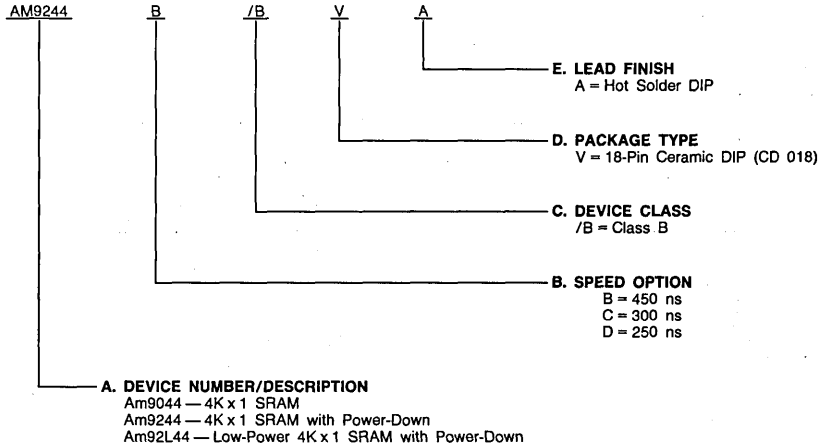 AM9244 B /B V A
E. LEAD FINISH
A = Hot Solder DIP
D. PACKAGE TYPE
V = 18-Pin Ceramic DIP (CD 018)
C. DEVICE CLASS
/B = Class B
B. SPEED OPTION
B = 450 ns
C = 300 ns
D = 250 ns
A. DEVICE NUMBER/DESCRIPTION
Am9044 — 4K x 1 SRAM
Am9244 — 4K x 1 SRAM with Power-Down
Am92L44 — Low-Power 4K x 1 SRAM with Power-Down